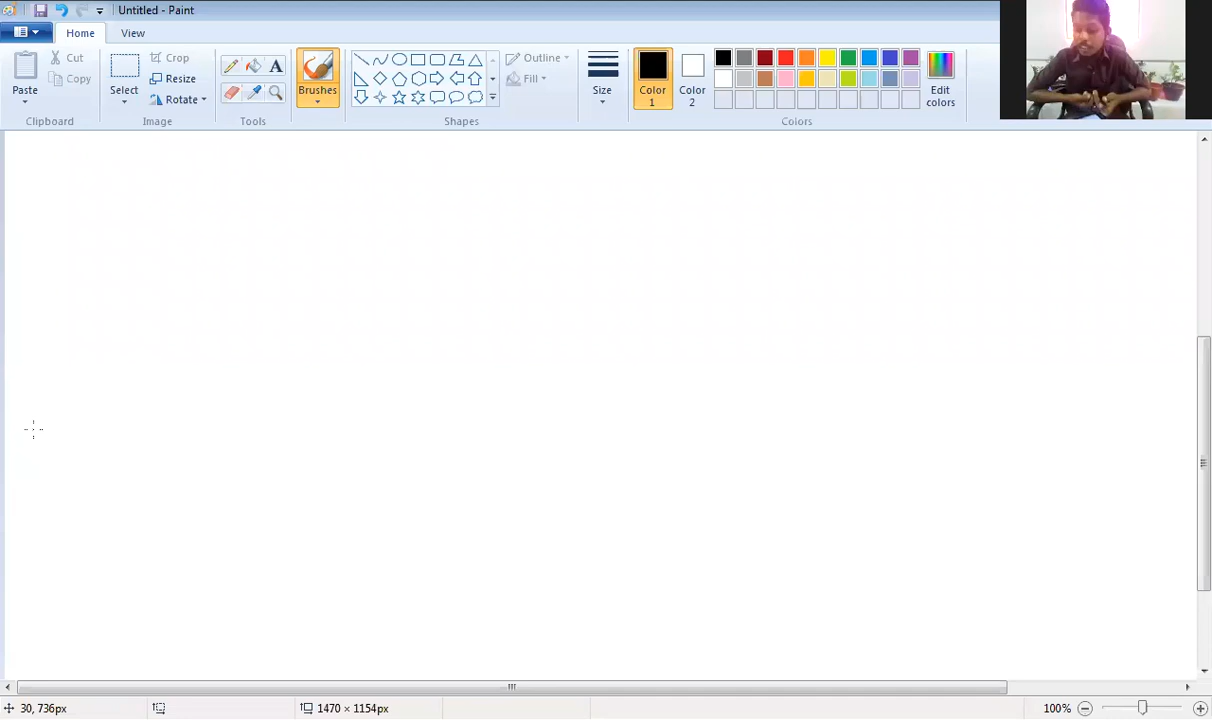 Untitled - Paint
Home View
Paste Cut Copy Select Crop Resize Rotate A Brushes Outline Fill Size Color 1 Color 2 Edit colors
Clipboard Image Tools Shapes Colors
30, 736px 1470 × 1154px 100%